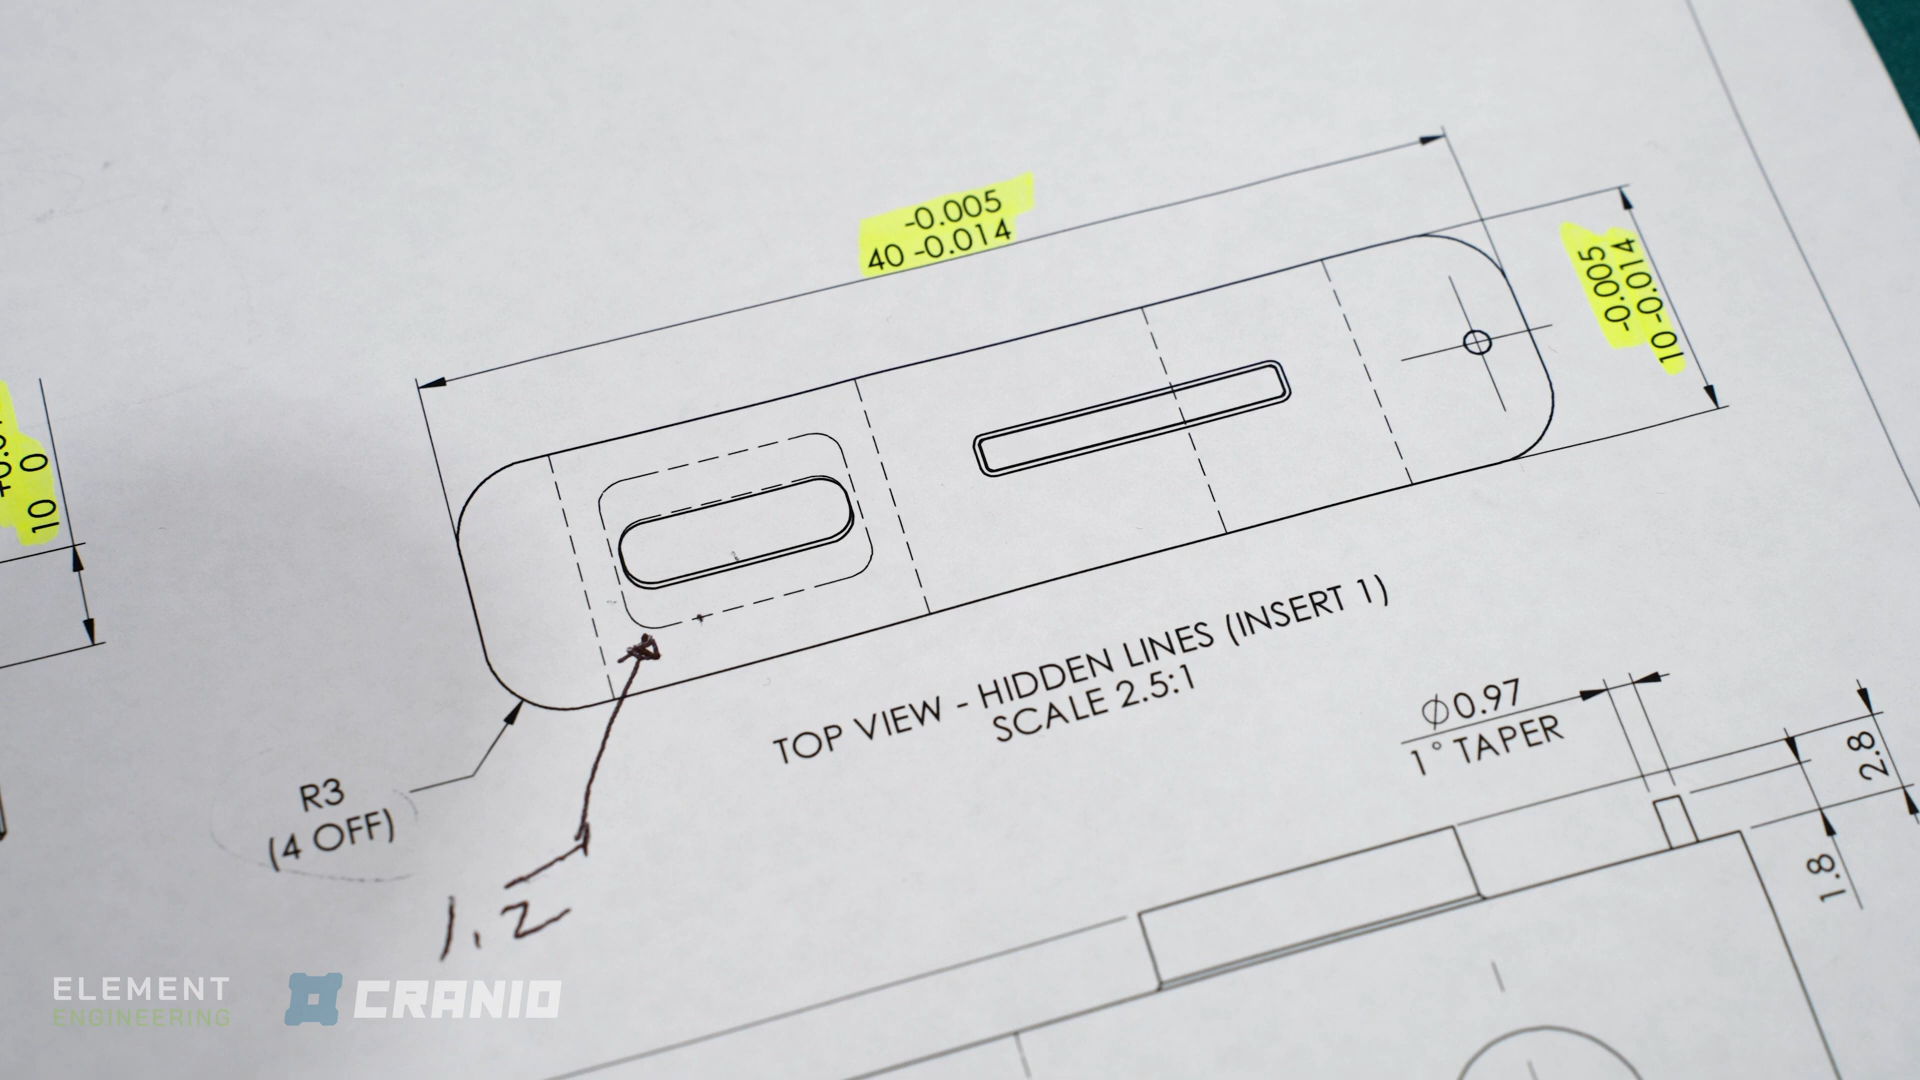 -0.005
40 -0.014
-0.005
10 -0.014
0
10
R3
(4 OFF)
1.2
TOP VIEW - HIDDEN LINES (INSERT 1)
SCALE 2.5:1
Ø0.97
1° TAPER
2.8
1.8
ELEMENT
ENGINEERING
CRANIO